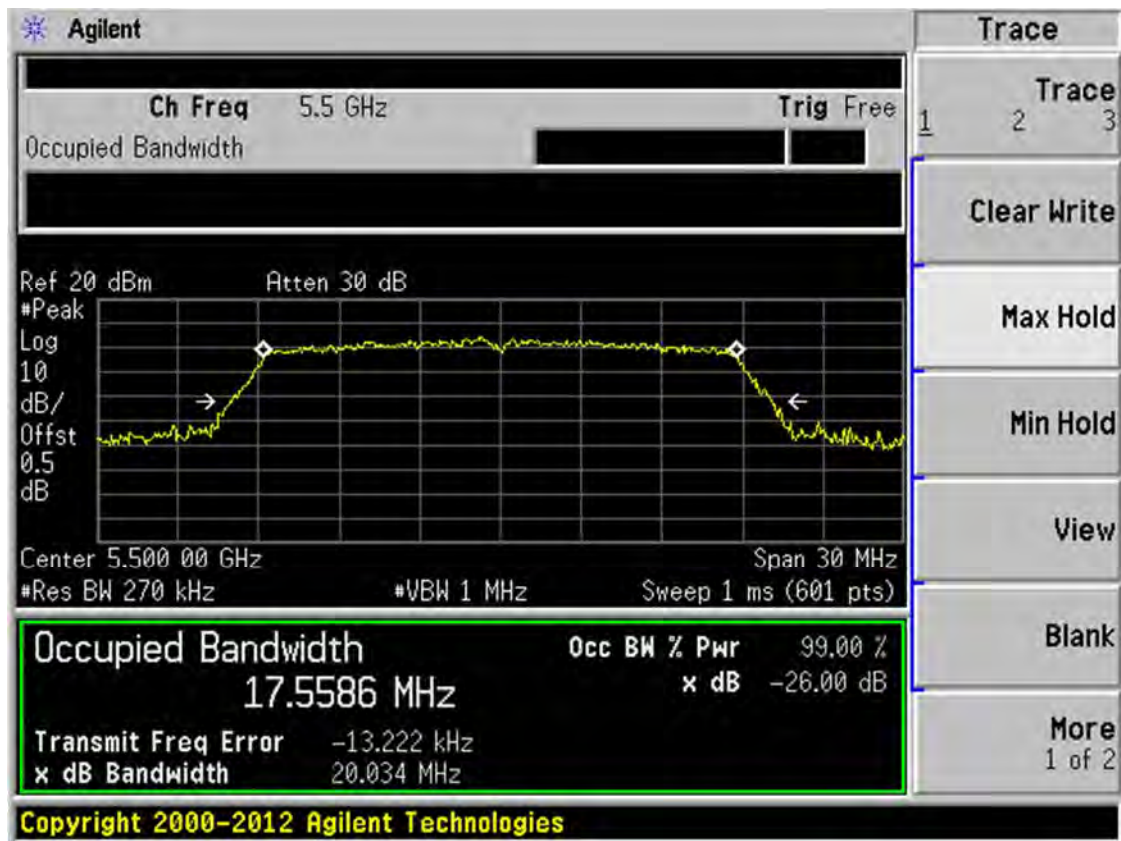 Agilent
Trace
Ch Freq 5.5 GHz Trig Free
Occupied Bandwidth
Trace
1 2 3
Clear Write
Max Hold
Min Hold
View
Blank
More
1 of 2
Ref 20 dBm Atten 30 dB
#Peak
Log
10
dB/
Offst
0.5
dB
Center 5.500 00 GHz Span 30 MHz
#Res BW 270 kHz #VBW 1 MHz Sweep 1 ms (601 pts)
Occupied Bandwidth
17.5586 MHz
Occ BW % Pwr 99.00 %
x dB -26.00 dB
Transmit Freq Error -13.222 kHz
x dB Bandwidth 20.034 MHz
Copyright 2000-2012 Agilent Technologies